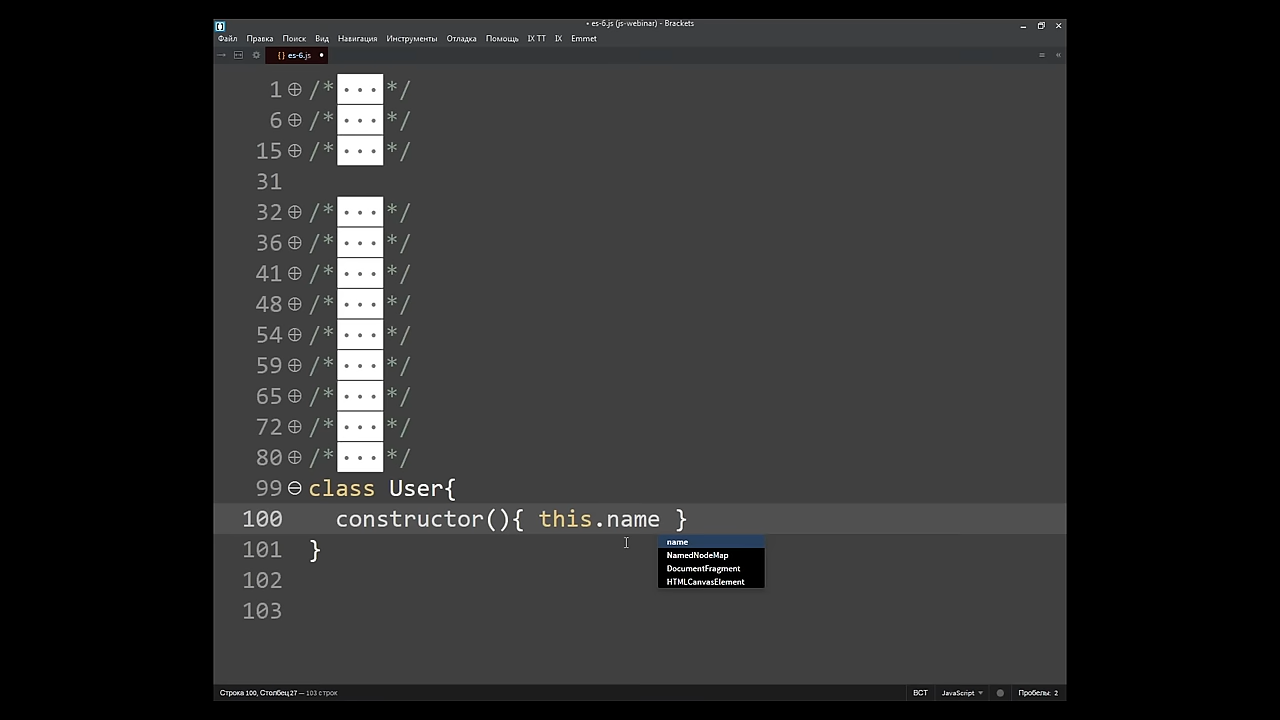 • es-6.js (js-webinar) - Brackets
Файл Правка Поиск Вид Навигация Инструменты Отладка Помощь IX TT IX Emmet
{ } es-6.js •
1 /* ... */
6 /* ... */
15 /* ... */
31
32 /* ... */
36 /* ... */
41 /* ... */
48 /* ... */
54 /* ... */
59 /* ... */
65 /* ... */
72 /* ... */
80 /* ... */
99 class User{
100 constructor(){ this.name }
name
101 }
NamedNodeMap
DocumentFragment
102
HTMLCanvasElement
103
Строка 100, Столбец 27 — 103 строк ВСТ JavaScript Пробелы: 2